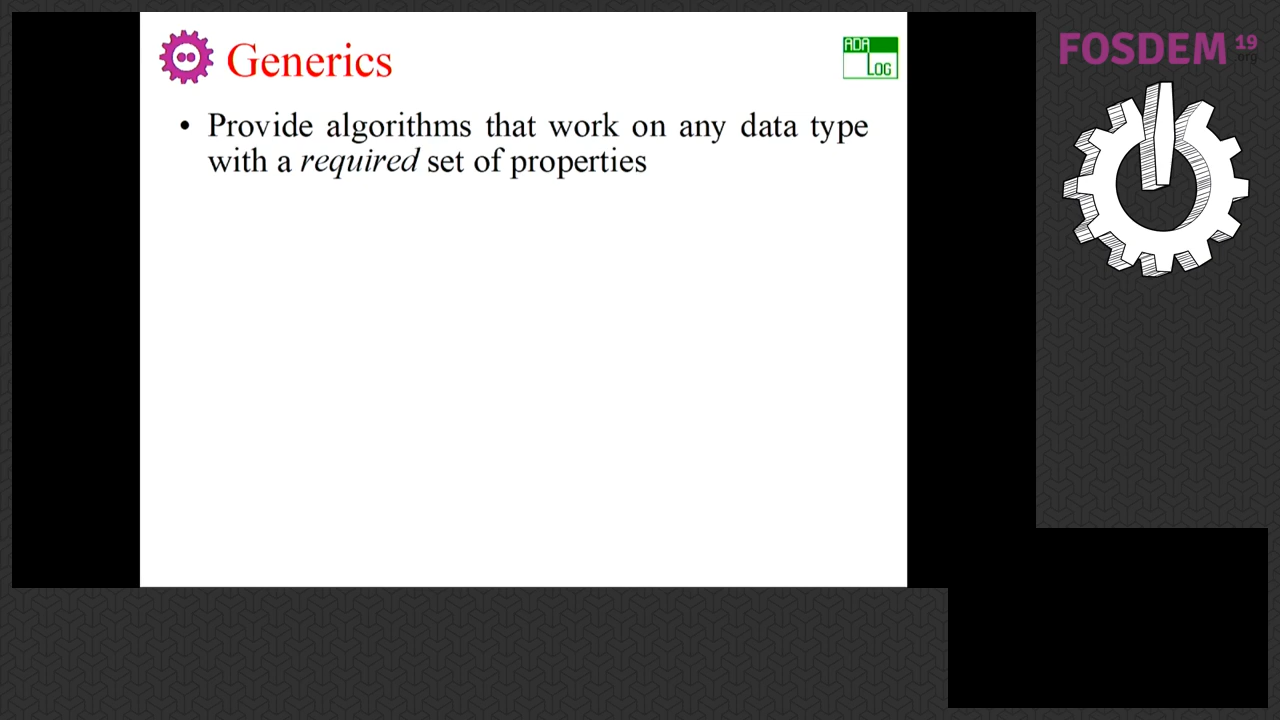 Generics
ADA
LOG
• Provide algorithms that work on any data type
with a required set of properties
FOSDEM 19
.org